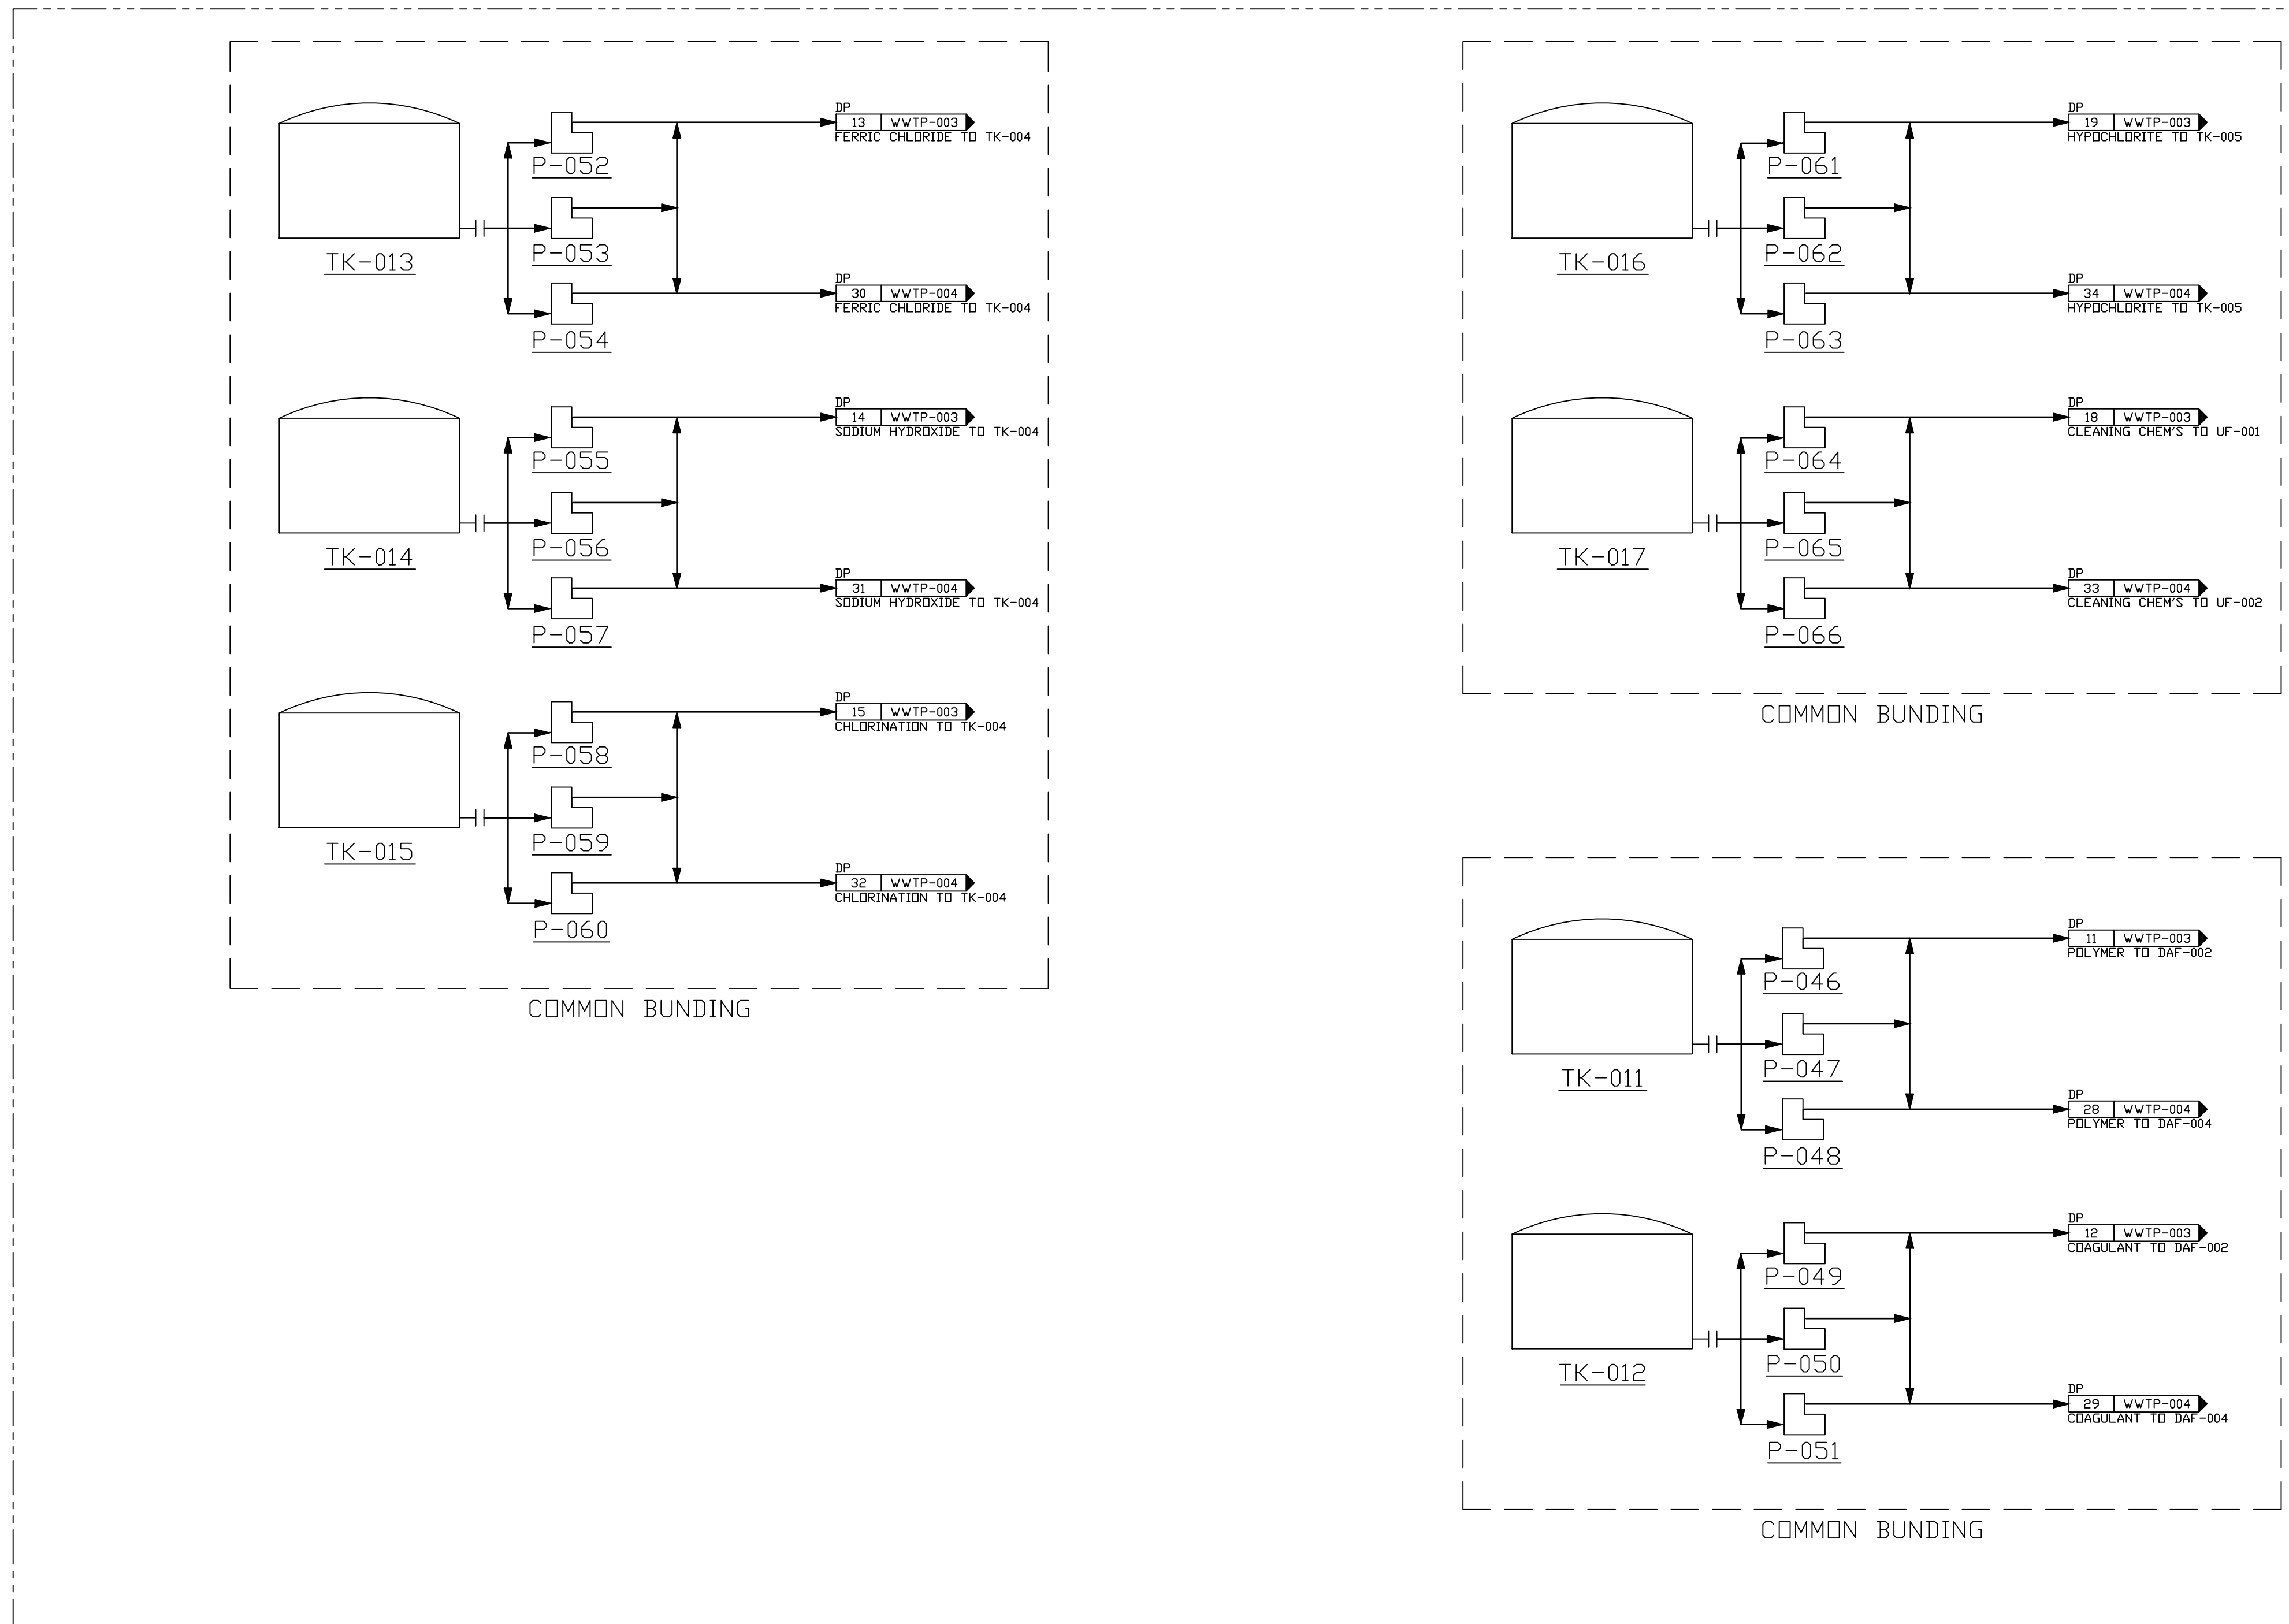 DP
13 WWTP-003
FERRIC CHLORIDE TO TK-004
P-052
P-053
TK-013
DP
30 WWTP-004
FERRIC CHLORIDE TO TK-004
P-054
DP
14 WWTP-003
SODIUM HYDROXIDE TO TK-004
P-055
P-056
TK-014
DP
31 WWTP-004
SODIUM HYDROXIDE TO TK-004
P-057
DP
15 WWTP-003
CHLORINATION TO TK-004
P-058
P-059
TK-015
DP
32 WWTP-004
CHLORINATION TO TK-004
P-060
COMMON BUNDING
DP
19 WWTP-003
HYPOCHLORITE TO TK-005
P-061
P-062
TK-016
DP
34 WWTP-004
HYPOCHLORITE TO TK-005
P-063
DP
18 WWTP-003
CLEANING CHEM'S TO UF-001
P-064
P-065
TK-017
DP
33 WWTP-004
CLEANING CHEM'S TO UF-002
P-066
COMMON BUNDING
DP
11 WWTP-003
POLYMER TO DAF-002
P-046
P-047
TK-011
DP
28 WWTP-004
POLYMER TO DAF-004
P-048
DP
12 WWTP-003
COAGULANT TO DAF-002
P-049
P-050
TK-012
DP
29 WWTP-004
COAGULANT TO DAF-004
P-051
COMMON BUNDING